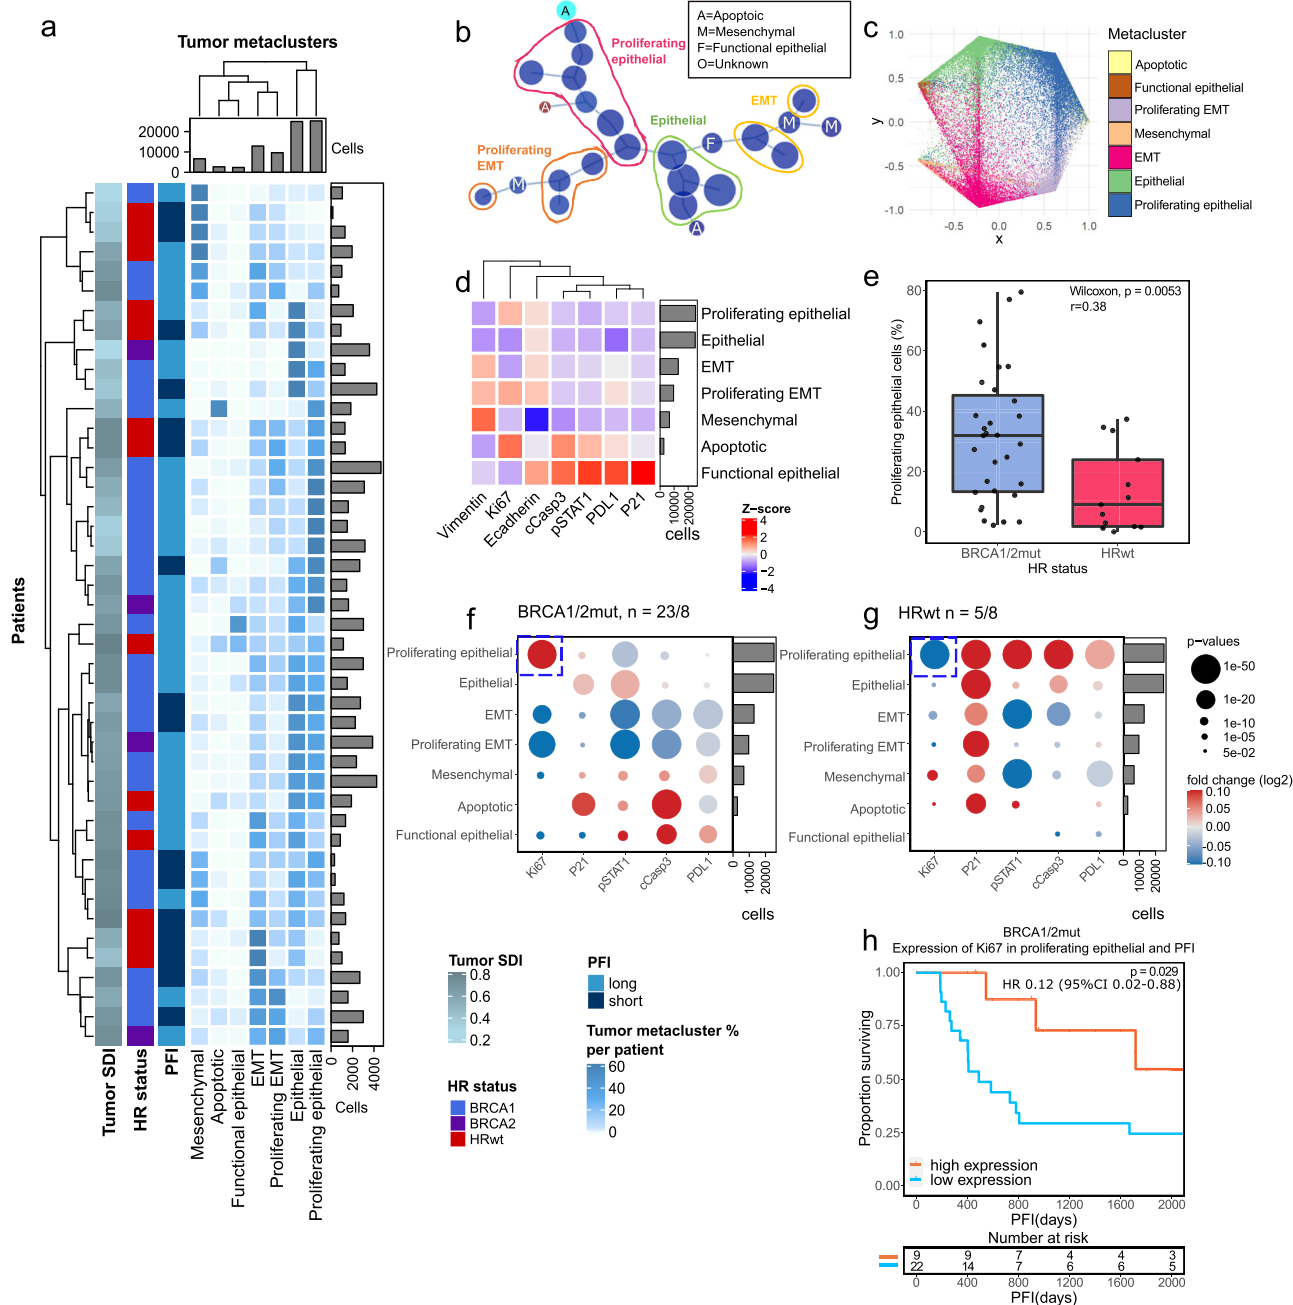 a
Tumor metaclusters
20000
10000
0
Cells
Patients
Tumor SDI
HR status
PFI
Mesenchymal
Apoptotic
Functional epithelial
EMT
Proliferating EMT
Epithelial
Proliferating epithelial
0
2000
4000
Cells
b
A
Proliferating
epithelial
A=Apoptoic
M=Mesenchymal
F=Functional epithelial
O=Unknown
A
EMT
Epithelial
M
M
F
Proliferating
EMT
M
A
c
1.0
0.5
0.0
-0.5
-1.0
y
-0.5
0.0
0.5
1.0
x
Metacluster
Apoptotic
Functional epithelial
Proliferating EMT
Mesenchymal
EMT
Epithelial
Proliferating epithelial
d
Proliferating epithelial
Epithelial
EMT
Proliferating EMT
Mesenchymal
Apoptotic
Functional epithelial
Vimentin
Ki67
Ecadherin
cCasp3
pSTAT1
PDL1
P21
0
10000
20000
cells
Z−score
4
2
0
−2
−4
e
Wilcoxon, p = 0.0053
r=0.38
80
60
40
20
0
Proliferating epithelial cells (%)
BRCA1/2mut
HRwt
HR status
f
BRCA1/2mut, n = 23/8
Proliferating epithelial
Epithelial
EMT
Proliferating EMT
Mesenchymal
Apoptotic
Functional epithelial
Ki67
P21
pSTAT1
cCasp3
PDL1
0
10000
20000
cells
g
HRwt n = 5/8
Proliferating epithelial
Epithelial
EMT
Proliferating EMT
Mesenchymal
Apoptotic
Functional epithelial
Ki67
P21
pSTAT1
cCasp3
PDL1
0
10000
20000
cells
p−values
1e−50
1e−20
1e−10
1e−05
5e−02
fold change (log2)
0.10
0.05
0.00
-0.05
-0.10
Tumor SDI
0.8
0.6
0.4
0.2
HR status
BRCA1
BRCA2
HRwt
PFI
long
short
Tumor metacluster %
per patient
60
40
20
0
h
BRCA1/2mut
Expression of Ki67 in proliferating epithelial and PFI
p = 0.029
HR 0.12 (95%CI 0.02-0.88)
1.00
0.75
0.50
0.25
0.00
Proportion surviving
high expression
low expression
0
400
800
1200
1600
2000
PFI(days)
Number at risk
9 9 7 4 4 3
22 14 7 6 6 5
0 400 800 1200 1600 2000
PFI(days)